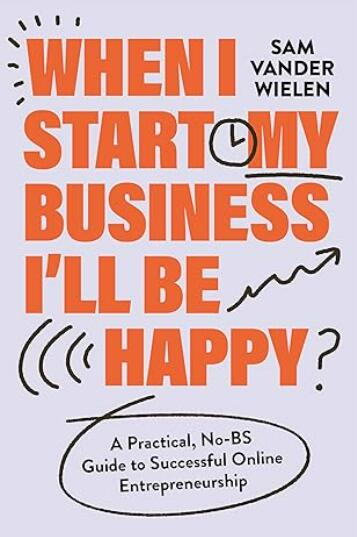 WHEN I
SAM
VANDER
WIELEN
START MY
BUSINESS
I'LL BE
HAPPY?
A Practical, No-BS
Guide to Successful Online
Entrepreneurship